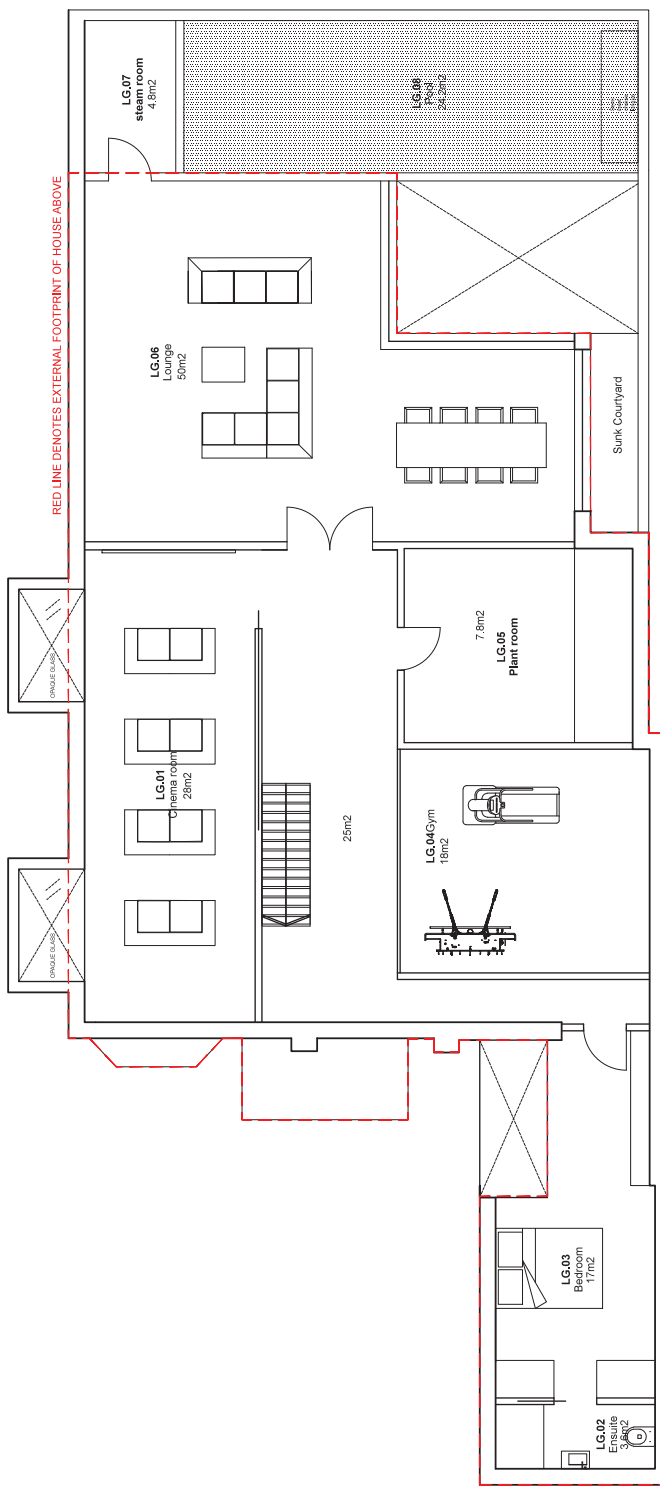 RED LINE DENOTES EXTERNAL FOOTPRINT OF HOUSE ABOVE
LG.07
steam room
4.8m2
LG.08
Pool
24.2m2
LG.06
Lounge
50m2
Sunk Courtyard
OPAQUE GLASS
LG.01
Cinema room
28m2
25m2
7.8m2
LG.05
Plant room
LG.04Gym
18m2
OPAQUE GLASS
LG.03
Bedroom
17m2
LG.02
Ensuite
3.6m2